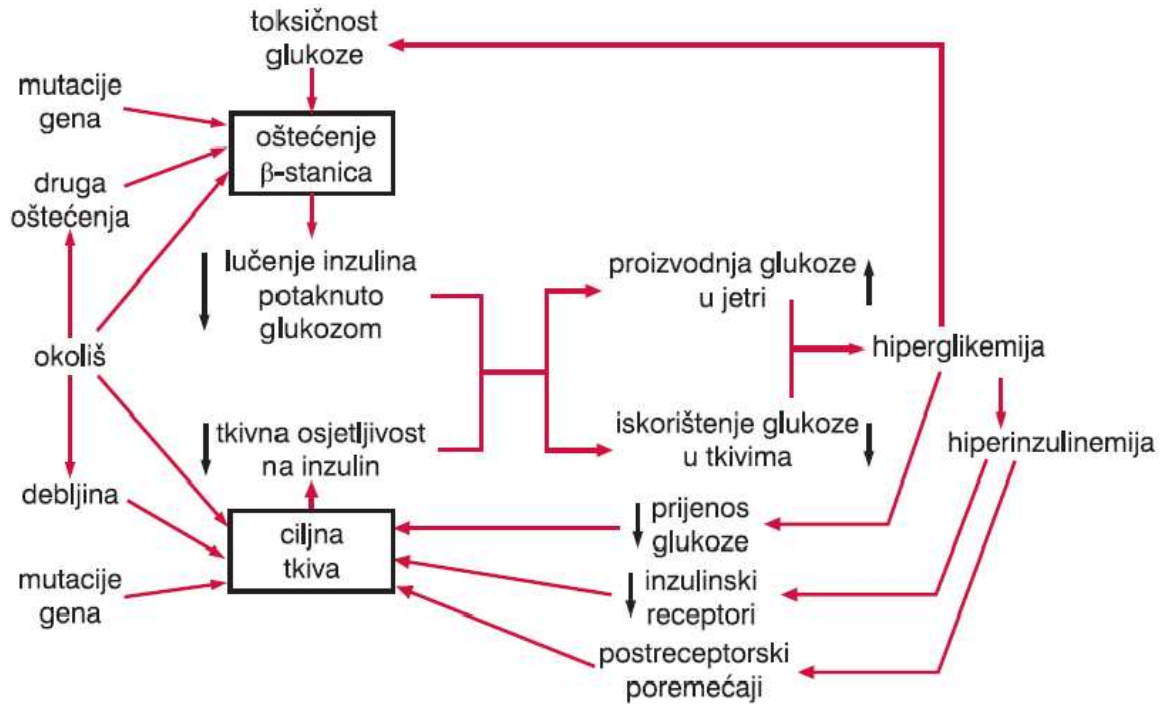 toksičnost
glukoze
mutacije
gena
oštećenje
β-stanica
druga
oštećenja
lučenje inzulina
potaknuto
glukozom
proizvodnja glukoze
u jetri
okoliš
hiperglikemija
tkivna osjetljivost
na inzulin
iskorištenje glukoze
u tkivima
hiperinzulinemija
debljina
ciljna
tkiva
prijenos
glukoze
mutacije
gena
inzulinski
receptori
postreceptorski
poremećaji